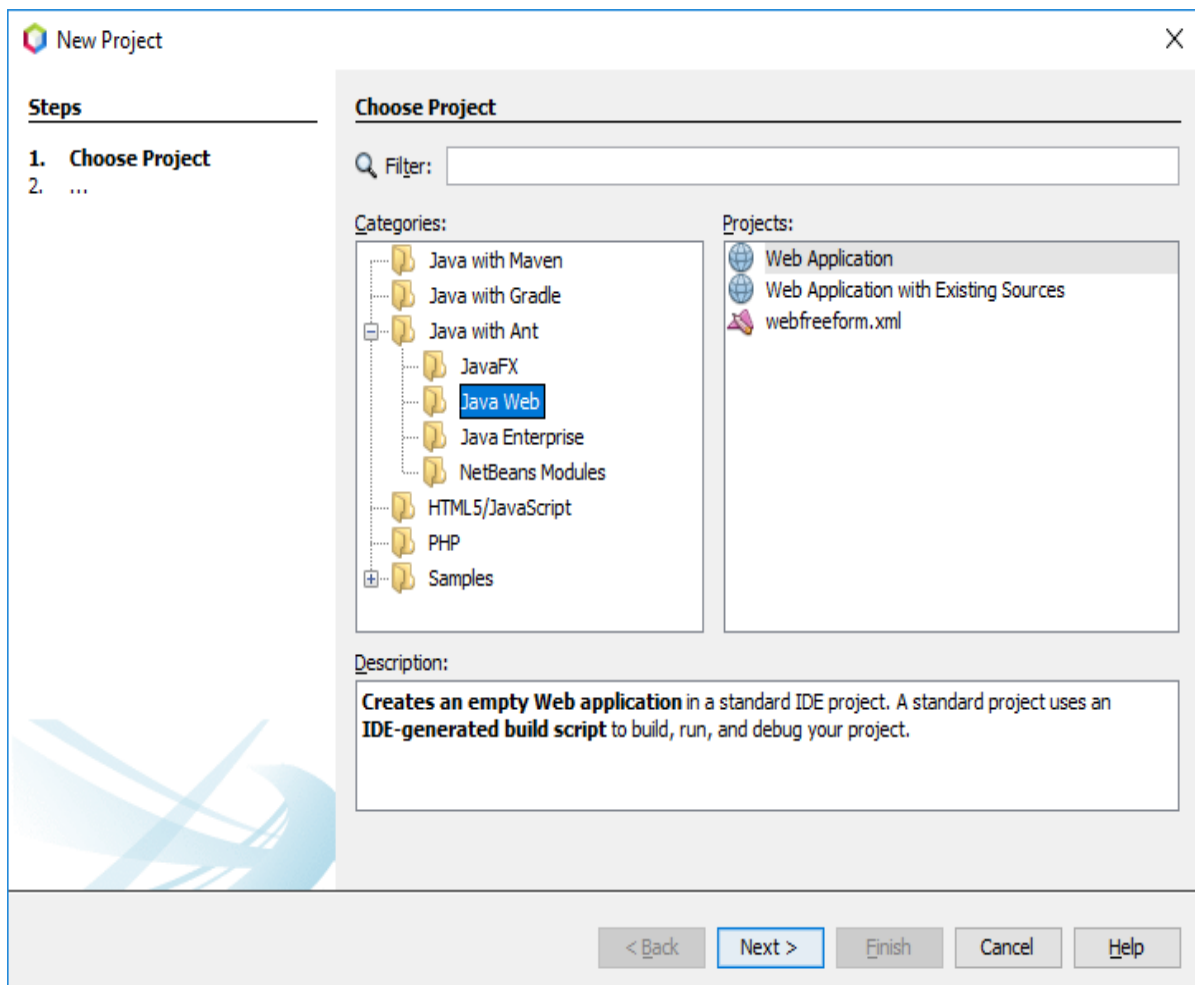 New Project
Steps
1. Choose Project
2. ...
Choose Project
Filter:
Categories:
Java with Maven
Java with Gradle
Java with Ant
JavaFX
Java Web
Java Enterprise
NetBeans Modules
HTML5/JavaScript
PHP
Samples
Projects:
Web Application
Web Application with Existing Sources
webfreeform.xml
Description:
Creates an empty Web application in a standard IDE project. A standard project uses an
IDE-generated build script to build, run, and debug your project.
< Back
Next >
Finish
Cancel
Help